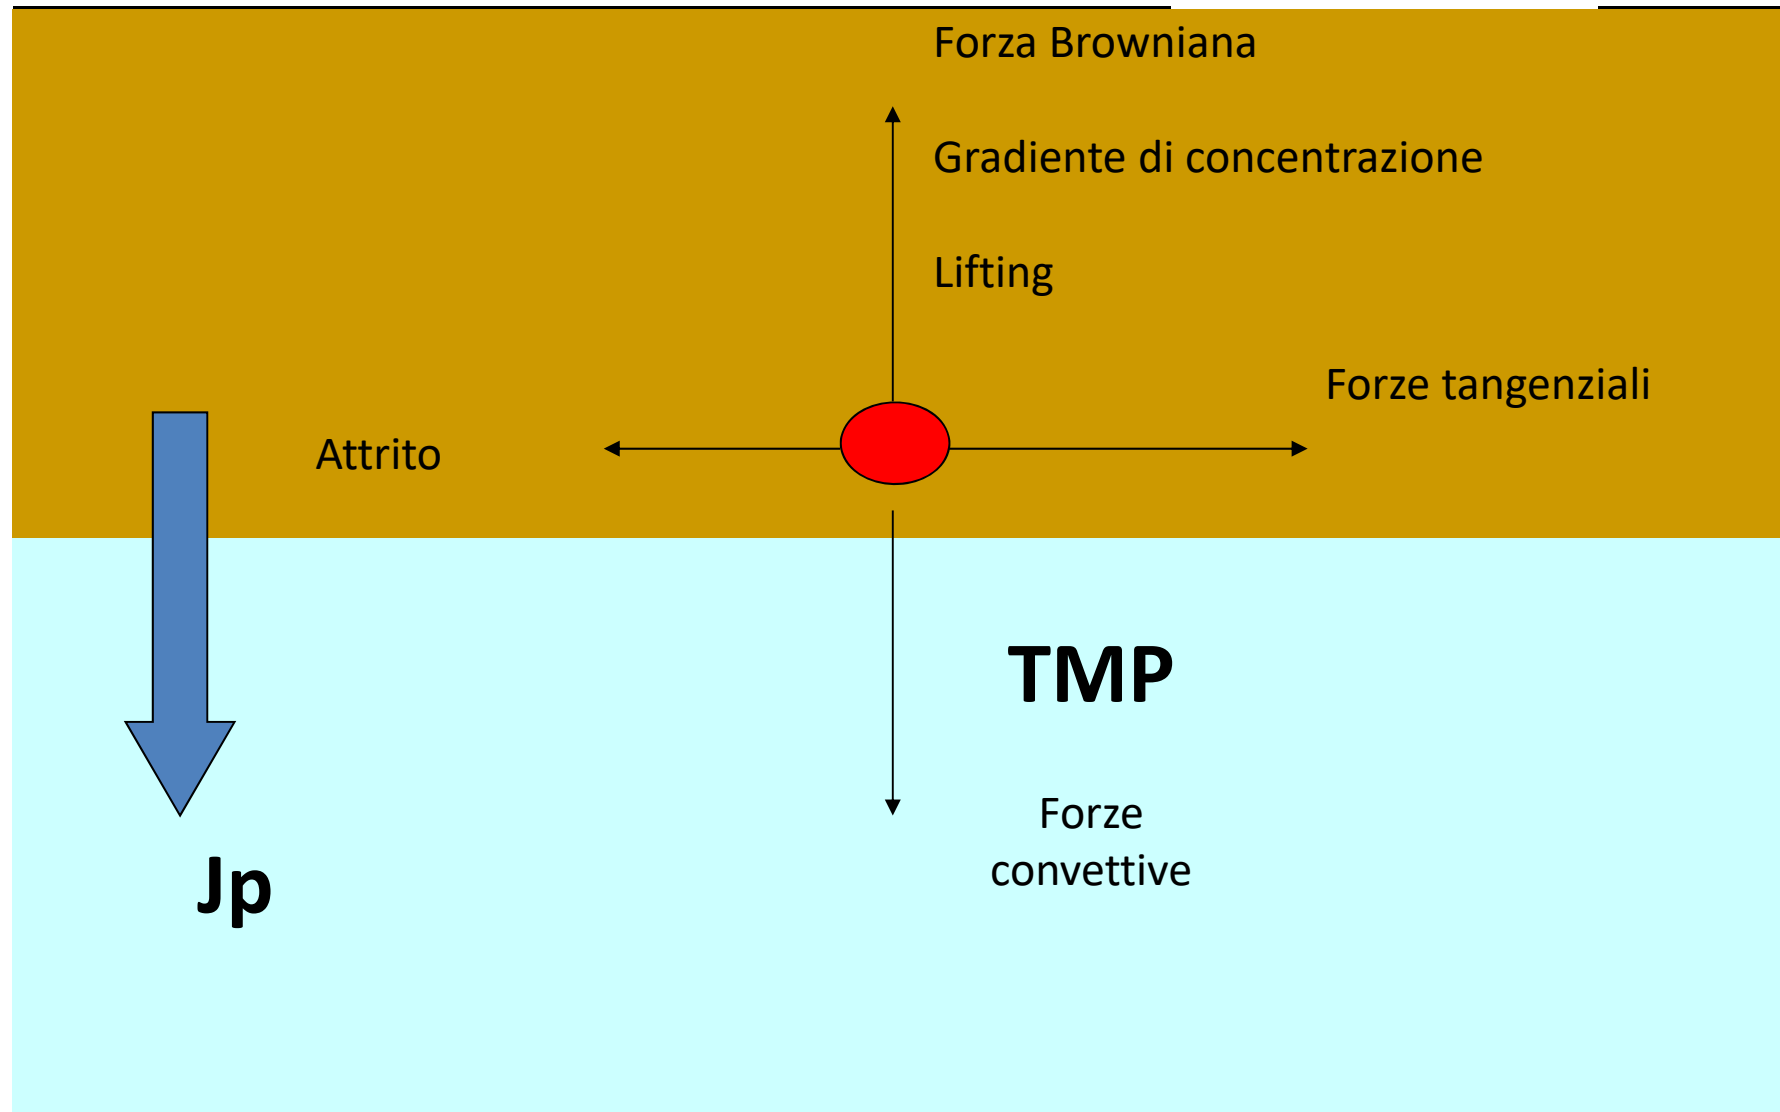 Forza Browniana
Gradiente di concentrazione
Lifting
Forze tangenziali
Attrito
TMP
Forze
convettive
Jp